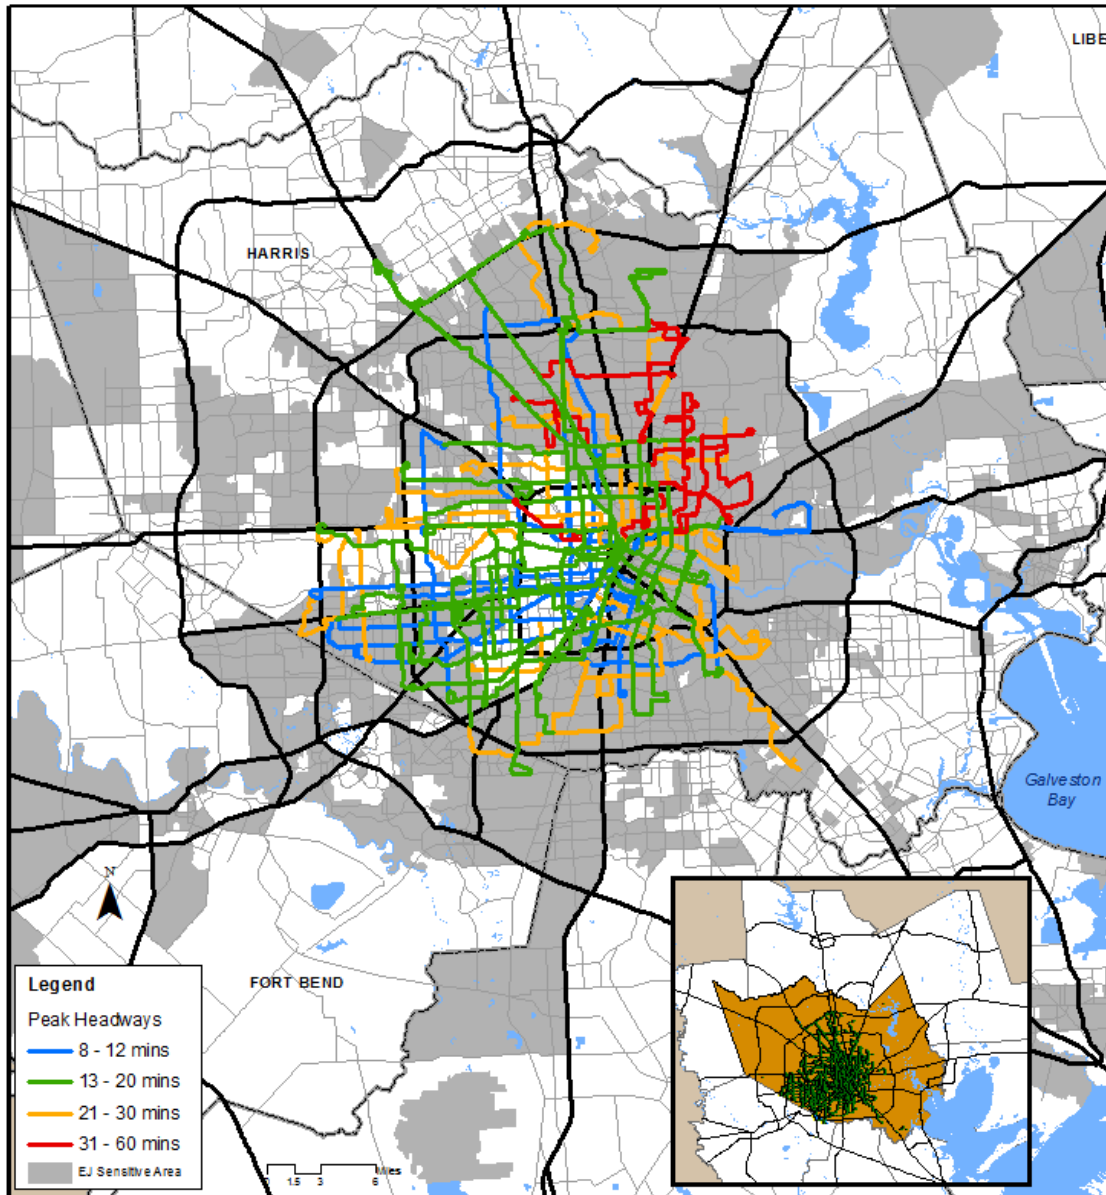 LIBE
HARRIS
Galveston
Bay
N
FORT BEND
Legend
Peak Headways
8 - 12 mins
13 - 20 mins
21 - 30 mins
31 - 60 mins
EJ Sensitive Area
Miles
1.5 3 6